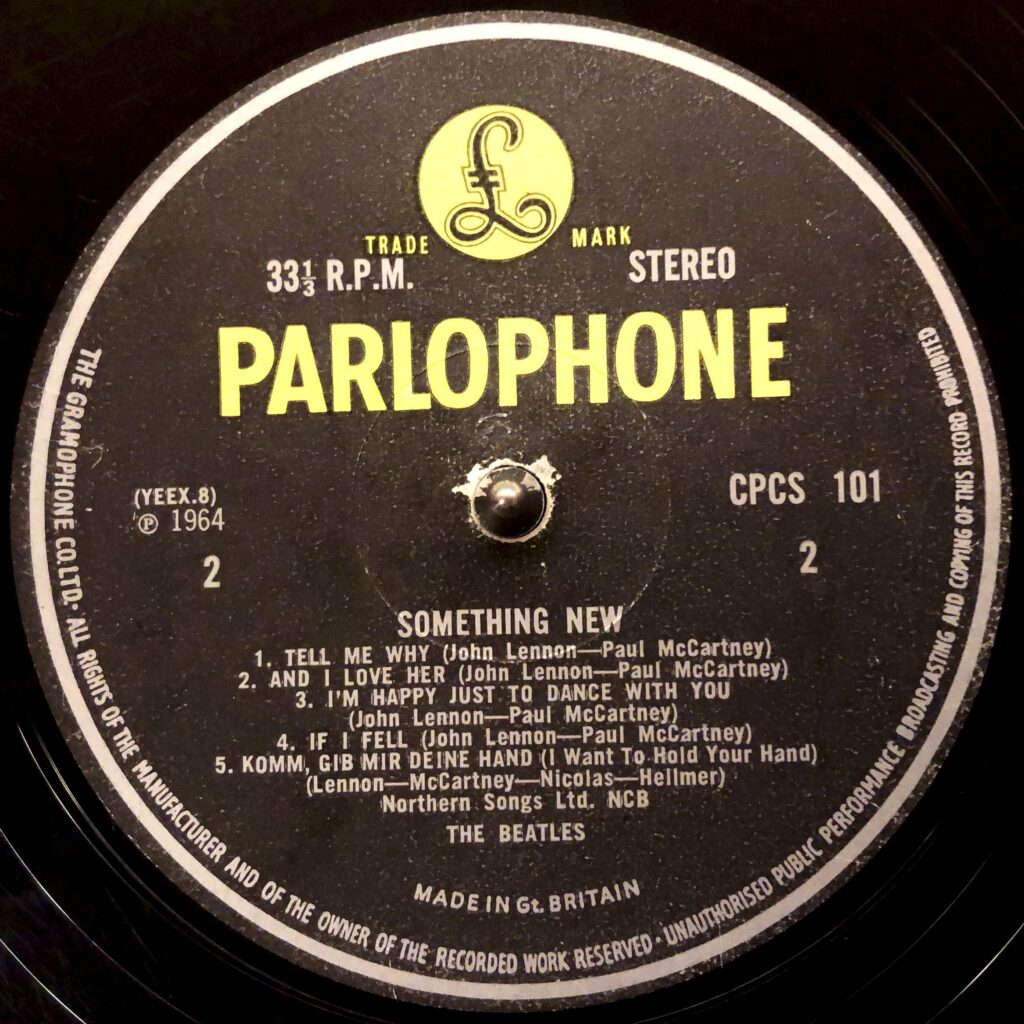 £
TRADE MARK
33⅓ R.P.M. STEREO
PARLOPHONE
(YEEX.8)
℗ 1964
CPCS 101
2 2
SOMETHING NEW
1. TELL ME WHY (John Lennon—Paul McCartney)
2. AND I LOVE HER (John Lennon—Paul McCartney)
3. I'M HAPPY JUST TO DANCE WITH YOU
(John Lennon—Paul McCartney)
4. IF I FELL (John Lennon—Paul McCartney)
5. KOMM, GIB MIR DEINE HAND (I Want To Hold Your Hand)
(Lennon—McCartney—Nicolas—Hellmer)
Northern Songs Ltd. NCB
THE BEATLES
MADE IN Gt. BRITAIN
THE GRAMOPHONE CO. LTD. · ALL RIGHTS OF THE MANUFACTURER AND OF THE OWNER OF THE RECORDED WORK RESERVED · UNAUTHORISED PUBLIC PERFORMANCE BROADCASTING AND COPYING OF THIS RECORD PROHIBITED